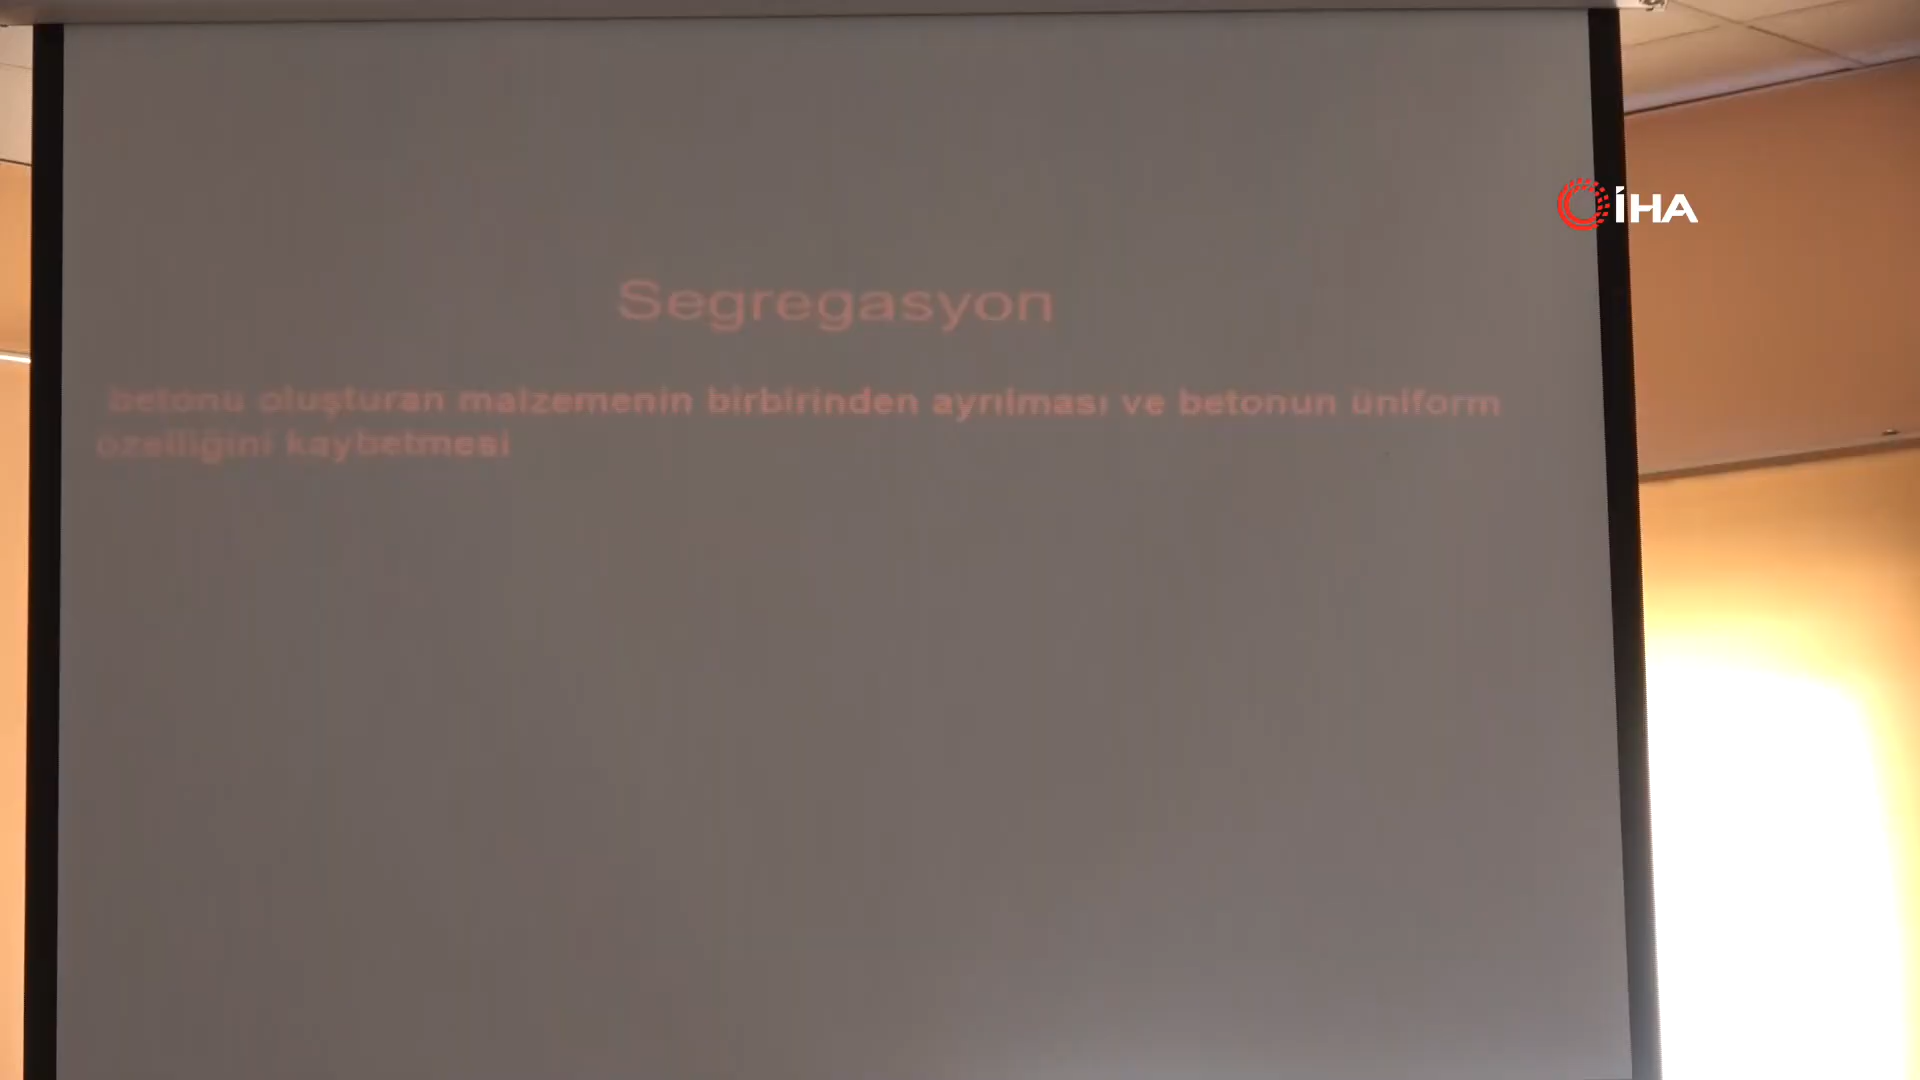 İHA
Segregasyon
betonu oluşturan malzemenin birbirinden ayrılması ve betonun üniform
özelliğini kaybetmesi